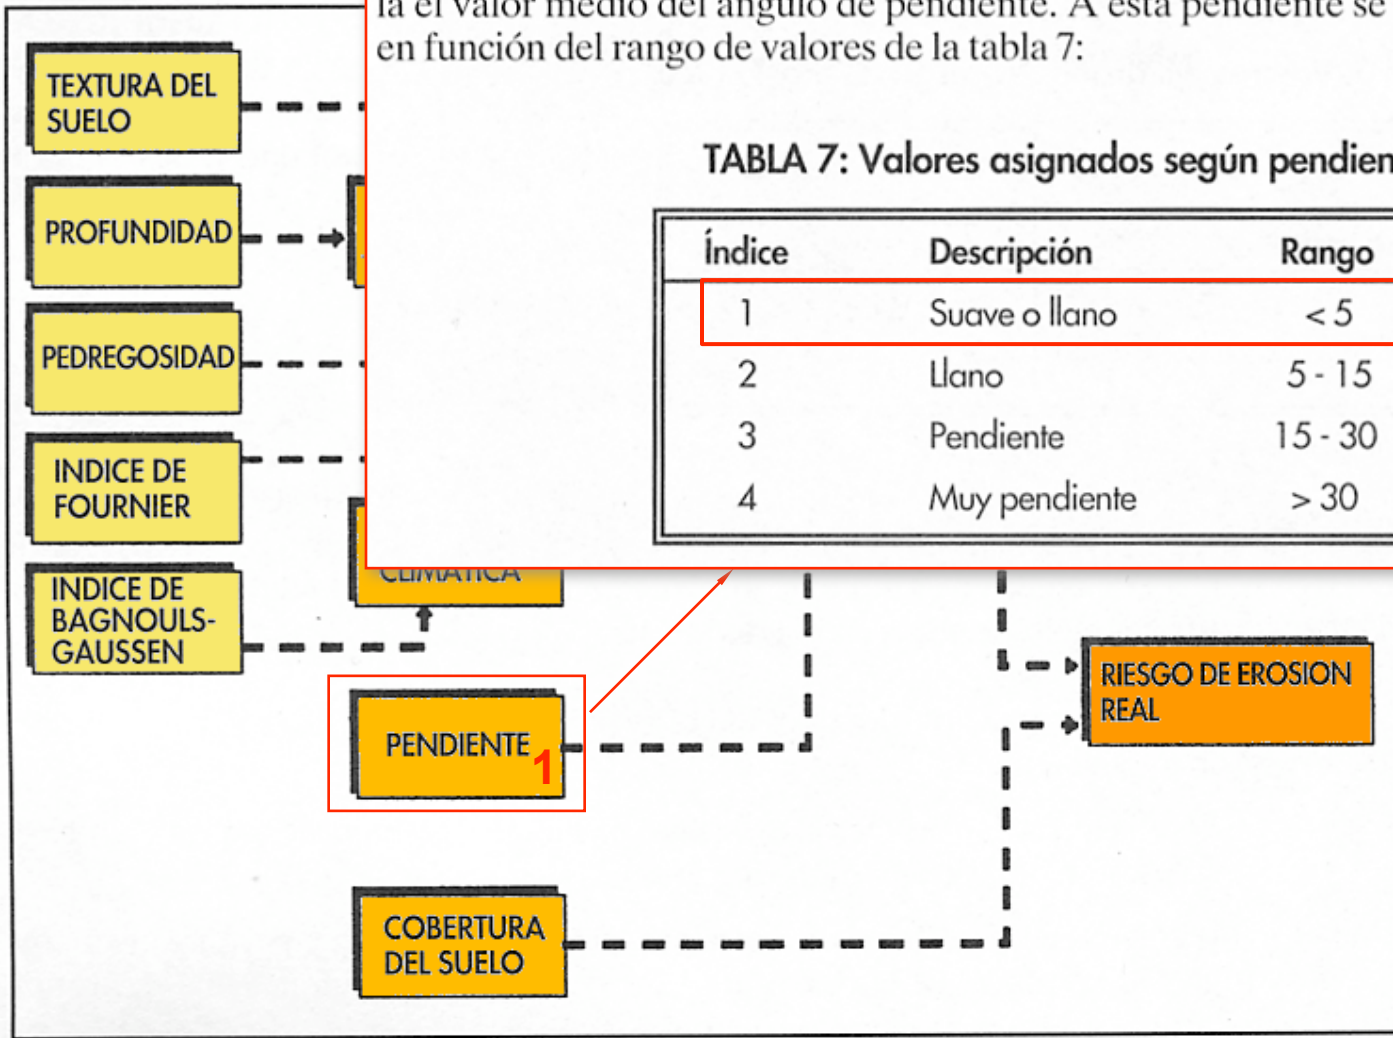 la el valor medio del ángulo de pendiente. A esta pendiente se
en función del rango de valores de la tabla 7:
TABLA 7: Valores asignados según pendien
Índice Descripción Rango
1 Suave o llano < 5
2 Llano 5 - 15
3 Pendiente 15 - 30
4 Muy pendiente > 30
TEXTURA DEL
SUELO
PROFUNDIDAD
PEDREGOSIDAD
INDICE DE
FOURNIER
INDICE DE
BAGNOULS-
GAUSSEN
CLIMATICA
PENDIENTE
1
COBERTURA
DEL SUELO
RIESGO DE EROSION
REAL